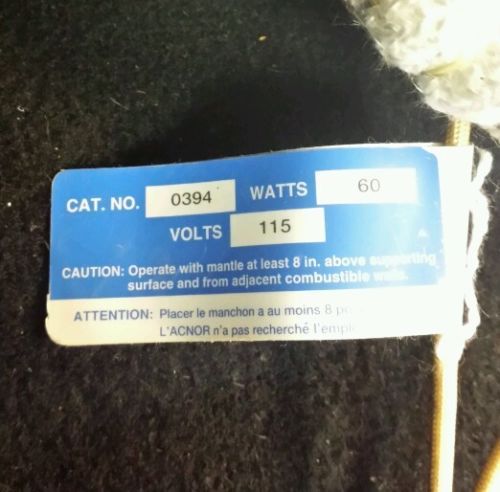 CAT. NO. 0394 WATTS 60
VOLTS 115
CAUTION: Operate with mantle at least 8 in. above supporting
surface and from adjacent combustible walls.
ATTENTION: Placer le manchon a au moins 8
L'ACNOR n'a pas recherché l'emploi